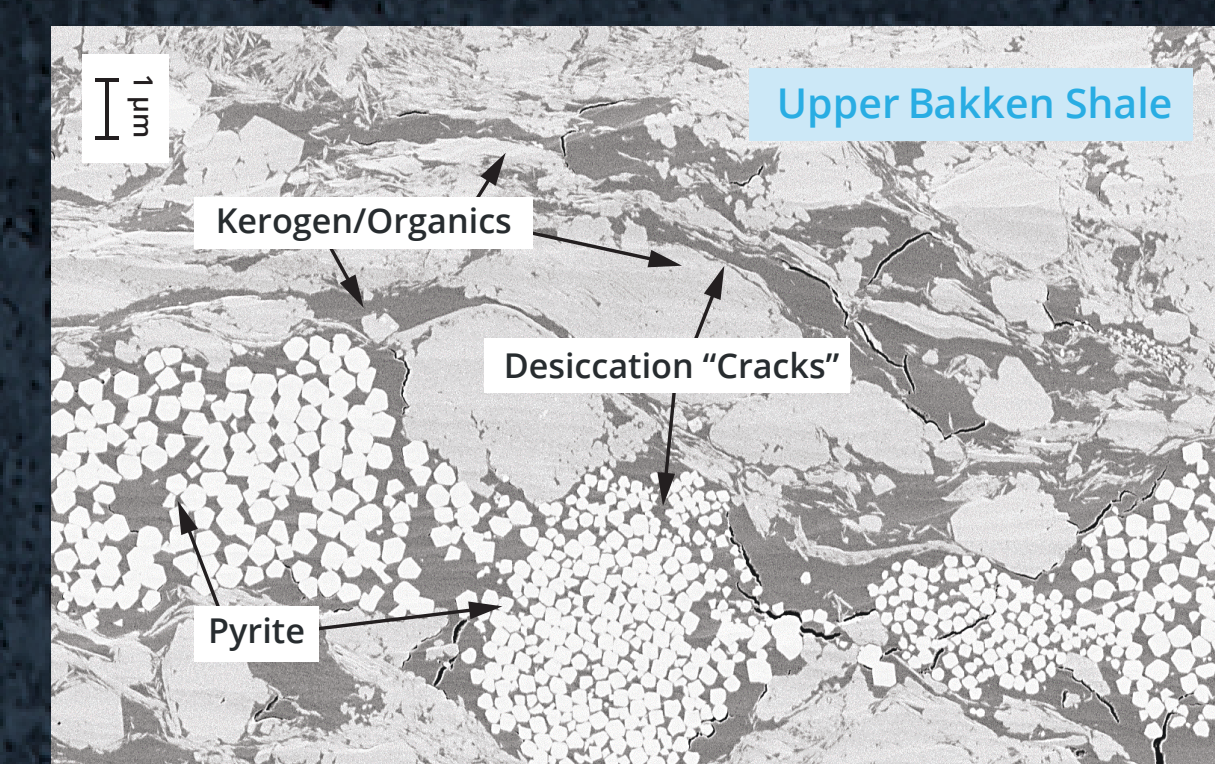 1 μm
Upper Bakken Shale
Kerogen/Organics
Desiccation “Cracks”
Pyrite